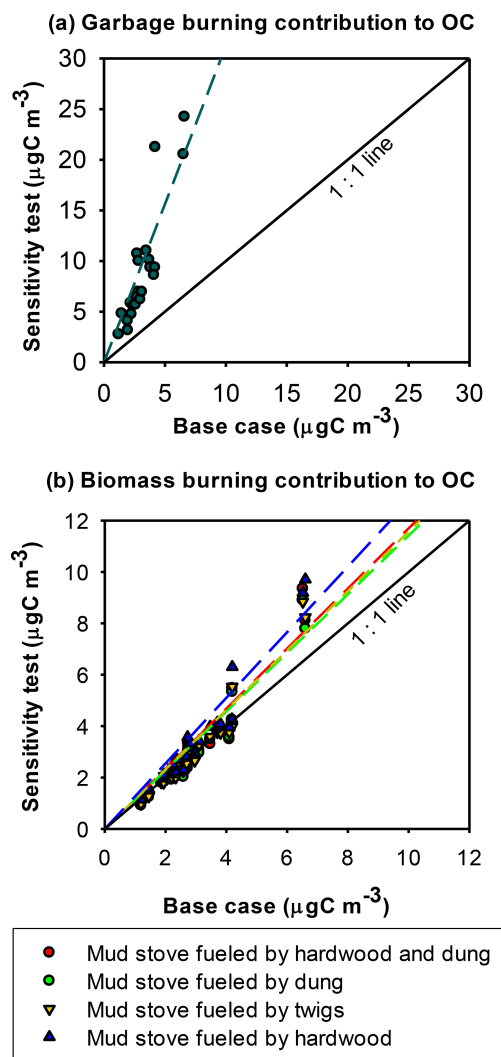 (a) Garbage burning contribution to OC
Sensitivity test (μgC m⁻³)
30
25
20
15
10
5
0
1 : 1 line
0 5 10 15 20 25 30
Base case (μgC m⁻³)
(b) Biomass burning contribution to OC
Sensitivity test (μgC m⁻³)
12
10
8
6
4
2
0
1 : 1 line
0 2 4 6 8 10 12
Base case (μgC m⁻³)
Mud stove fueled by hardwood and dung
Mud stove fueled by dung
Mud stove fueled by twigs
Mud stove fueled by hardwood